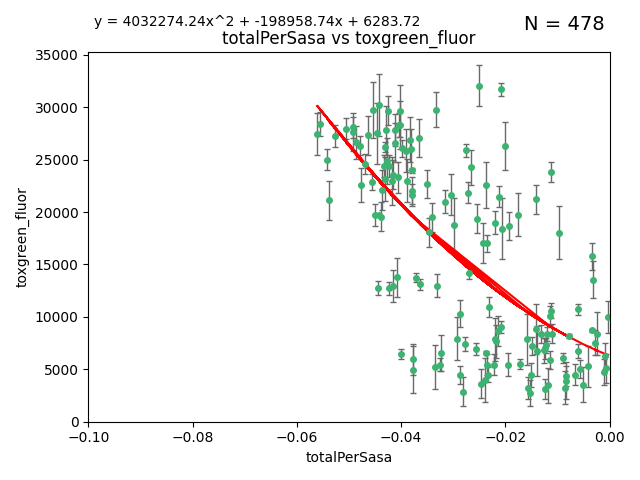 y = 4032274.24x^2 + -198958.74x + 6283.72
N = 478
totalPerSasa vs toxgreen_fluor
35000
30000
25000
20000
15000
10000
5000
0
toxgreen_fluor
−0.10
−0.08
−0.06
−0.04
−0.02
0.00
totalPerSasa